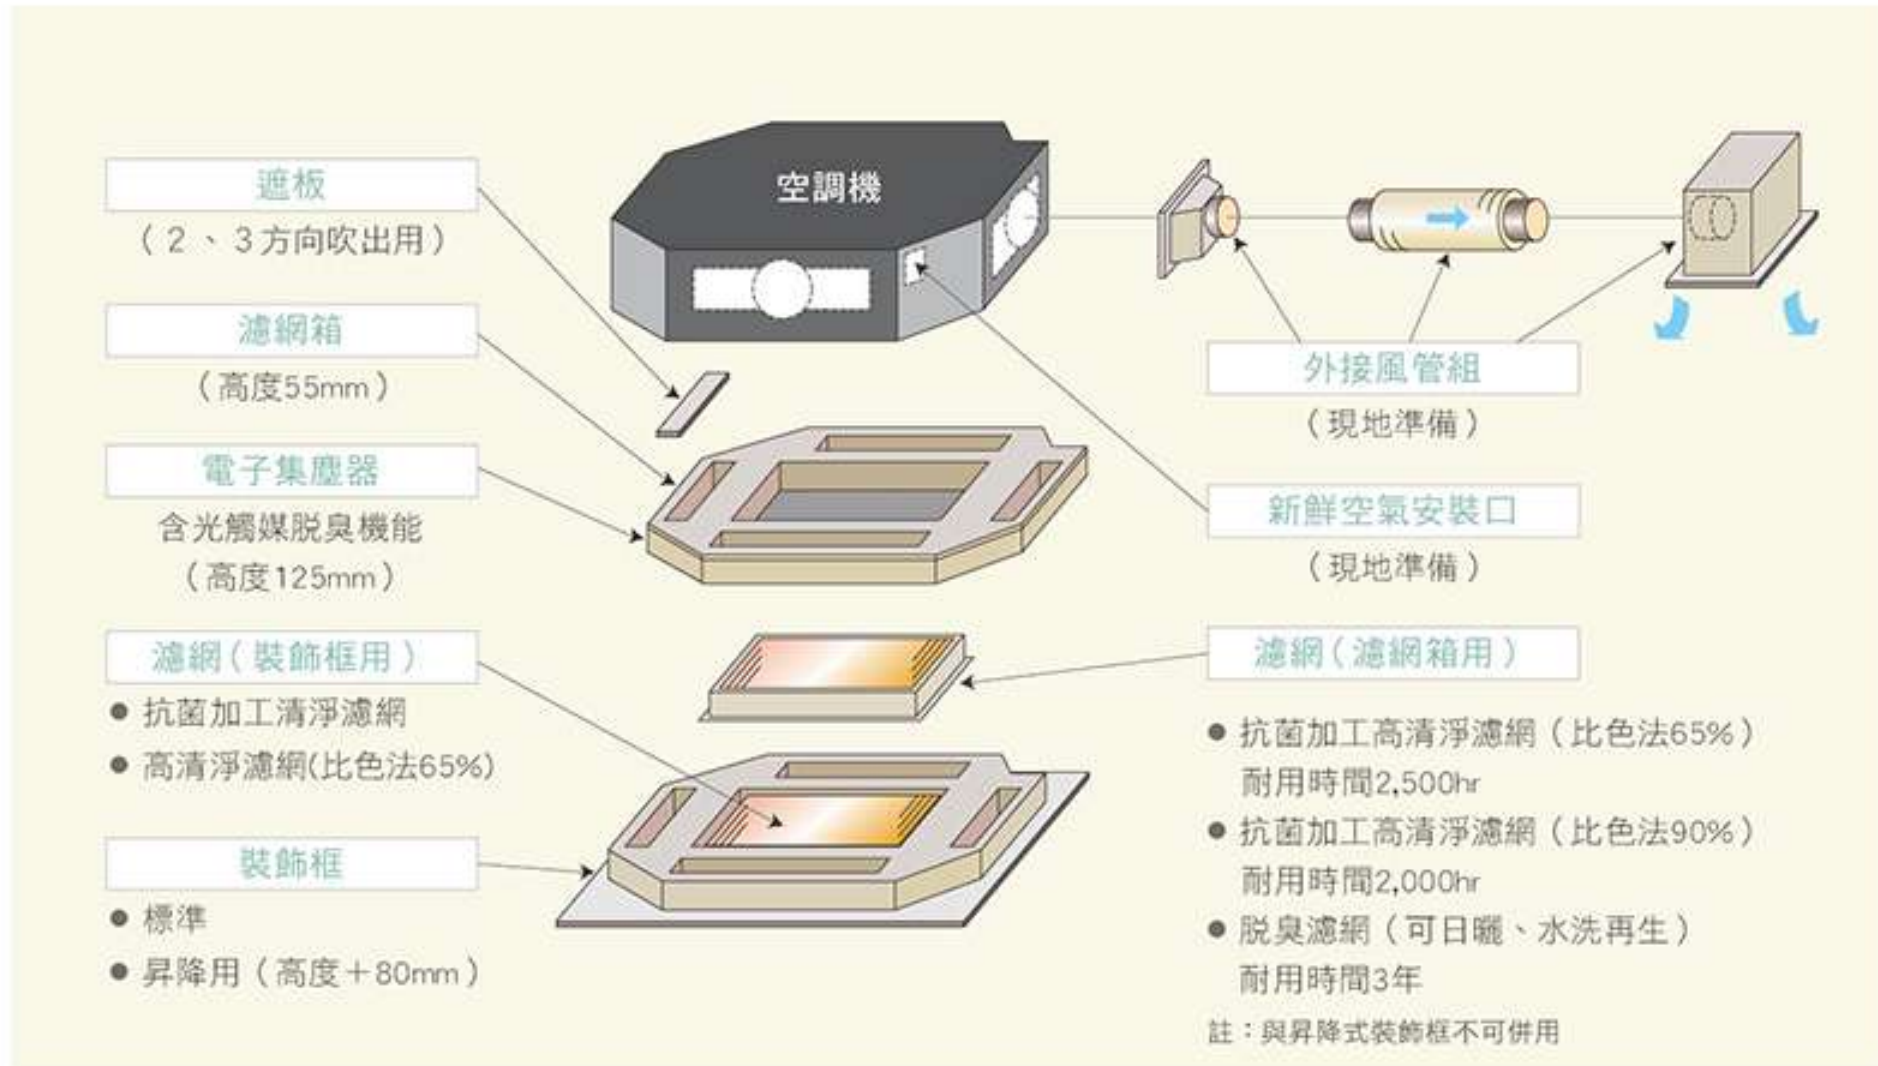 空調機
遮板
（2、3方向吹出用）
濾網箱
（高度55mm）
電子集塵器
含光觸媒脱臭機能
（高度125mm）
濾網（裝飾框用）
● 抗菌加工清淨濾網
● 高清淨濾網(比色法65%)
裝飾框
● 標準
● 昇降用（高度＋80mm）
外接風管組
（現地準備）
新鮮空氣安裝口
（現地準備）
濾網（濾網箱用）
● 抗菌加工高清淨濾網（比色法65%）
耐用時間2,500hr
● 抗菌加工高清淨濾網（比色法90%）
耐用時間2,000hr
● 脱臭濾網（可日曬、水洗再生）
耐用時間3年
註：與昇降式裝飾框不可併用